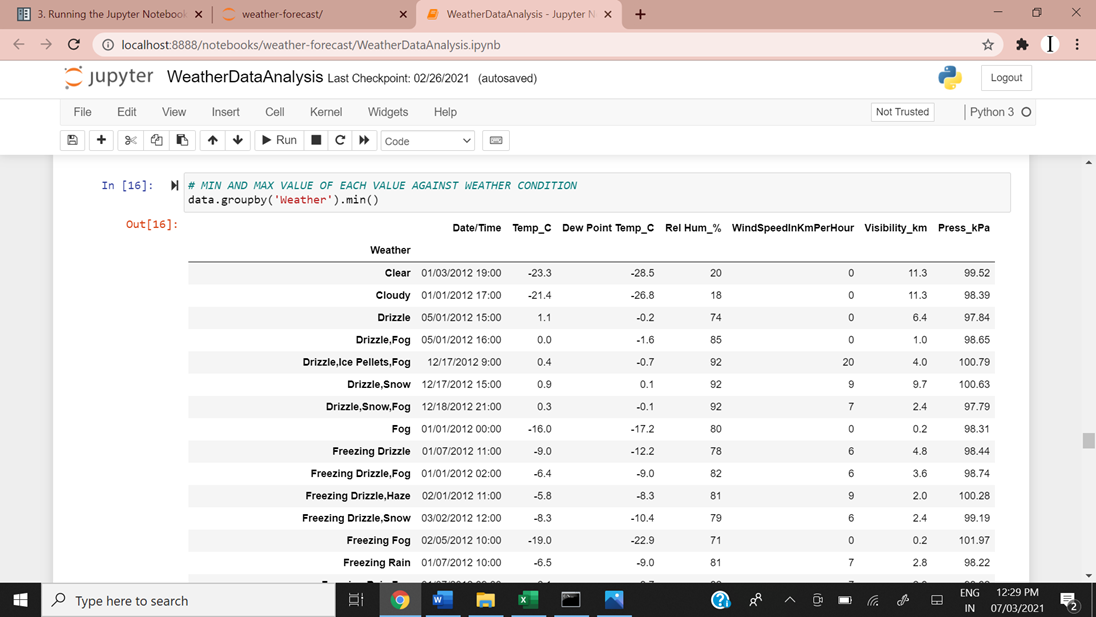 3. Running the Jupyter Notebook
weather-forecast/
WeatherDataAnalysis - Jupyter N
localhost:8888/notebooks/weather-forecast/WeatherDataAnalysis.ipynb
jupyter WeatherDataAnalysis Last Checkpoint: 02/26/2021 (autosaved)
Logout
File Edit View Insert Cell Kernel Widgets Help
Not Trusted
Python 3
Run
Code
In [16]:
# MIN AND MAX VALUE OF EACH VALUE AGAINST WEATHER CONDITION
data.groupby('Weather').min()
Out[16]:
Date/Time Temp_C Dew Point Temp_C Rel Hum_% WindSpeedInKmPerHour Visibility_km Press_kPa
Weather
Clear 01/03/2012 19:00 -23.3 -28.5 20 0 11.3 99.52
Cloudy 01/01/2012 17:00 -21.4 -26.8 18 0 11.3 98.39
Drizzle 05/01/2012 15:00 1.1 -0.2 74 0 6.4 97.84
Drizzle,Fog 05/01/2012 16:00 0.0 -1.6 85 0 1.0 98.65
Drizzle,Ice Pellets,Fog 12/17/2012 9:00 0.4 -0.7 92 20 4.0 100.79
Drizzle,Snow 12/17/2012 15:00 0.9 0.1 92 9 9.7 100.63
Drizzle,Snow,Fog 12/18/2012 21:00 0.3 -0.1 92 7 2.4 97.79
Fog 01/01/2012 00:00 -16.0 -17.2 80 0 0.2 98.31
Freezing Drizzle 01/07/2012 11:00 -9.0 -12.2 78 6 4.8 98.44
Freezing Drizzle,Fog 01/01/2012 02:00 -6.4 -9.0 82 6 3.6 98.74
Freezing Drizzle,Haze 02/01/2012 11:00 -5.8 -8.3 81 9 2.0 100.28
Freezing Drizzle,Snow 03/02/2012 12:00 -8.3 -10.4 79 6 2.4 99.19
Freezing Fog 02/05/2012 10:00 -19.0 -22.9 71 0 0.2 101.97
Freezing Rain 01/07/2012 10:00 -6.5 -9.0 81 7 2.8 98.22
Type here to search
ENG
IN
12:29 PM
07/03/2021
2